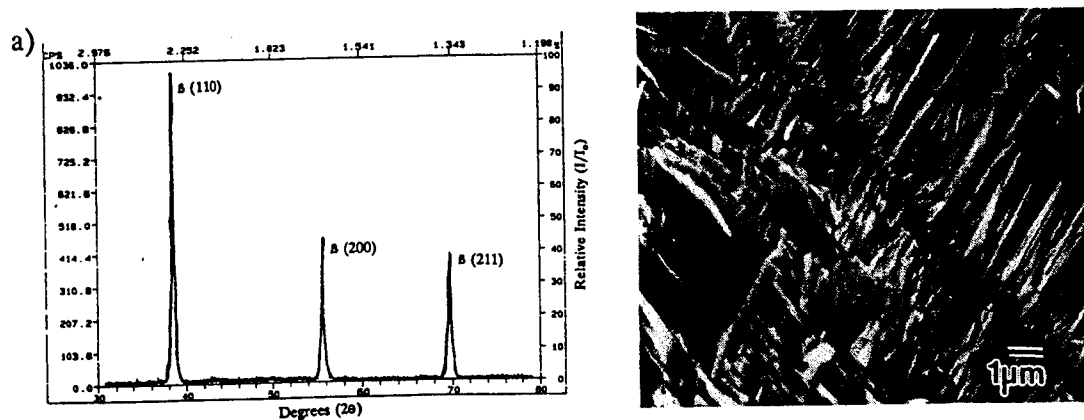 a)
CPS 2.976 2.252 1.823 1.541 1.343 1.198 %
1036.0 100
932.4 90
828.8 80
725.2 70
621.6 60
518.0 50
414.4 40
310.8 30
207.2 20
103.6 10
0.0 0
30 40 50 60 70 80
ß (110)
ß (200)
ß (211)
Degrees (2θ)
Relative Intensity (I/I₀)
1µm